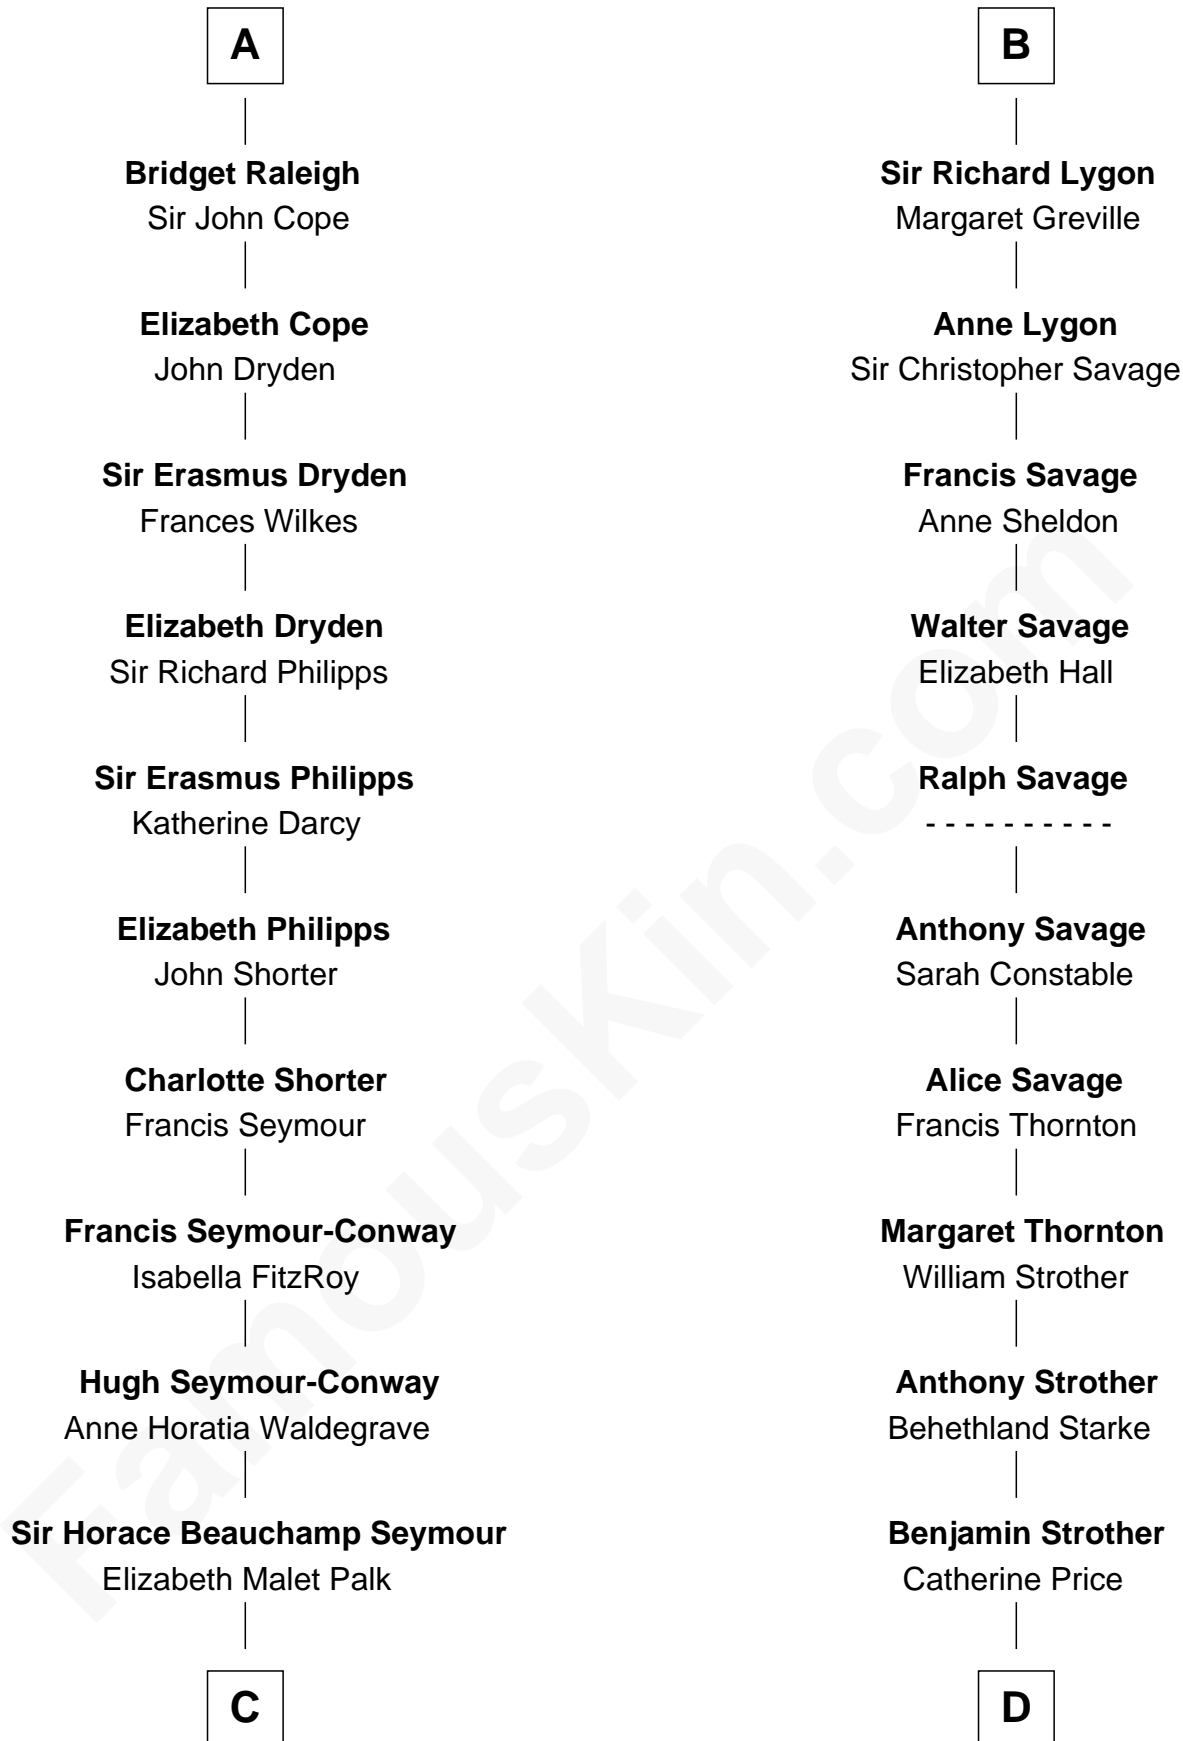 A
Bridget Raleigh
Sir John Cope
Elizabeth Cope
John Dryden
Sir Erasmus Dryden
Frances Wilkes
Elizabeth Dryden
Sir Richard Philipps
Sir Erasmus Philipps
Katherine Darcy
Elizabeth Philipps
John Shorter
Charlotte Shorter
Francis Seymour
Francis Seymour-Conway
Isabella FitzRoy
Hugh Seymour-Conway
Anne Horatia Waldegrave
Sir Horace Beauchamp Seymour
Elizabeth Malet Palk
C
B
Sir Richard Lygon
Margaret Greville
Anne Lygon
Sir Christopher Savage
Francis Savage
Anne Sheldon
Walter Savage
Elizabeth Hall
Ralph Savage
- - - - - - - - - -
Anthony Savage
Sarah Constable
Alice Savage
Francis Thornton
Margaret Thornton
William Strother
Anthony Strother
Behethland Starke
Benjamin Strother
Catherine Price
D
FamousKin.com